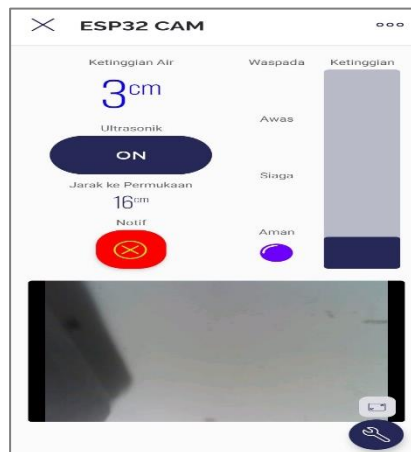 ESP32 CAM
Ketinggian Air
3cm
Ultrasonik
ON
Jarak ke Permukaan
16cm
Notif
Waspada
Awas
Siaga
Aman
Ketinggian